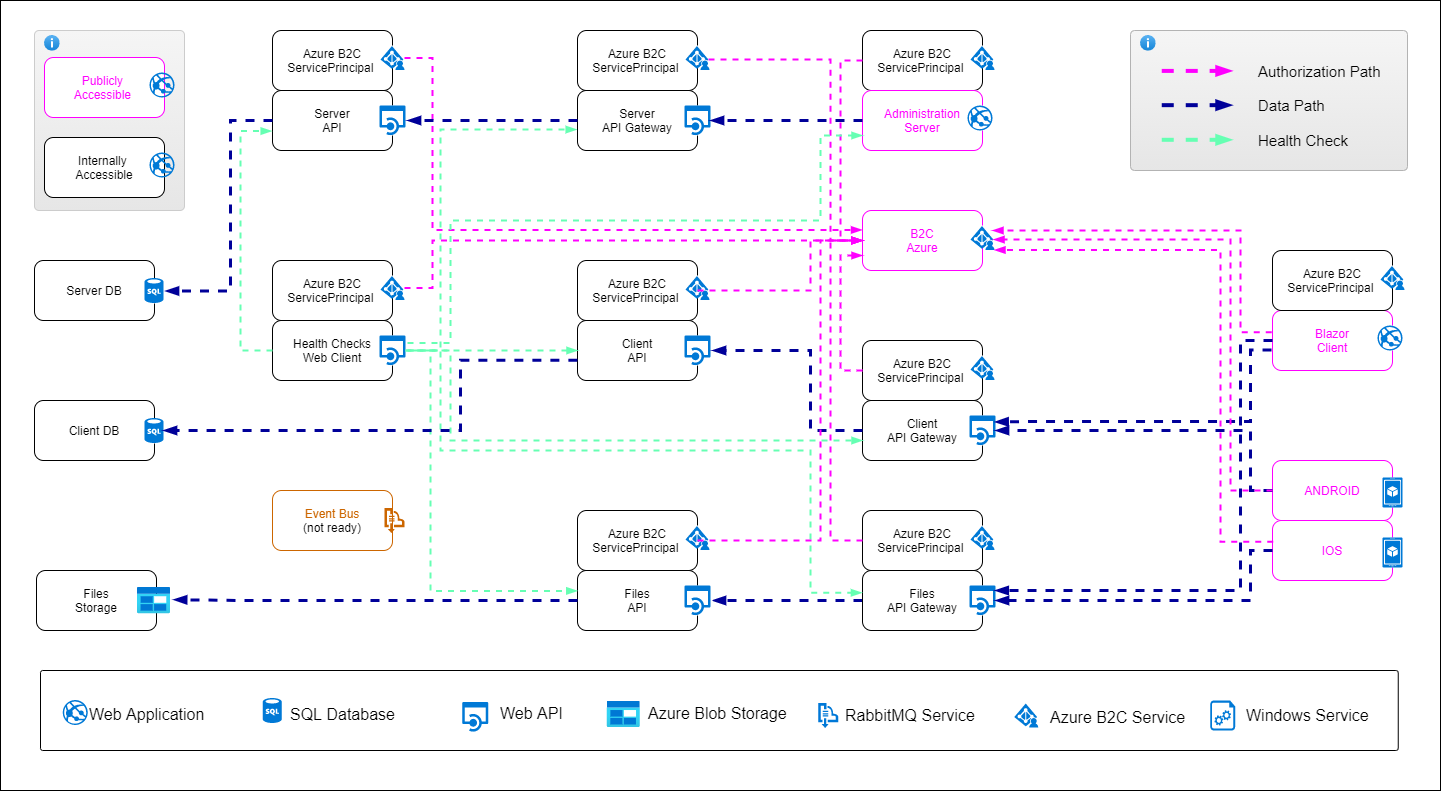 Publicly
Accessible
Internally
Accessible
Azure B2C
ServicePrincipal
Server
API
Azure B2C
ServicePrincipal
Server
API Gateway
Azure B2C
ServicePrincipal
Administration
Server
Authorization Path
Data Path
Health Check
B2C
Azure
Server DB
SQL
Azure B2C
ServicePrincipal
Health Checks
Web Client
Azure B2C
ServicePrincipal
Client
API
Azure B2C
ServicePrincipal
Blazor
Client
Azure B2C
ServicePrincipal
Client
API Gateway
Client DB
SQL
Event Bus
(not ready)
ANDROID
IOS
Azure B2C
ServicePrincipal
Files
API
Azure B2C
ServicePrincipal
Files
API Gateway
Files
Storage
Web Application
SQL
SQL Database
Web API
Azure Blob Storage
RabbitMQ Service
Azure B2C Service
Windows Service